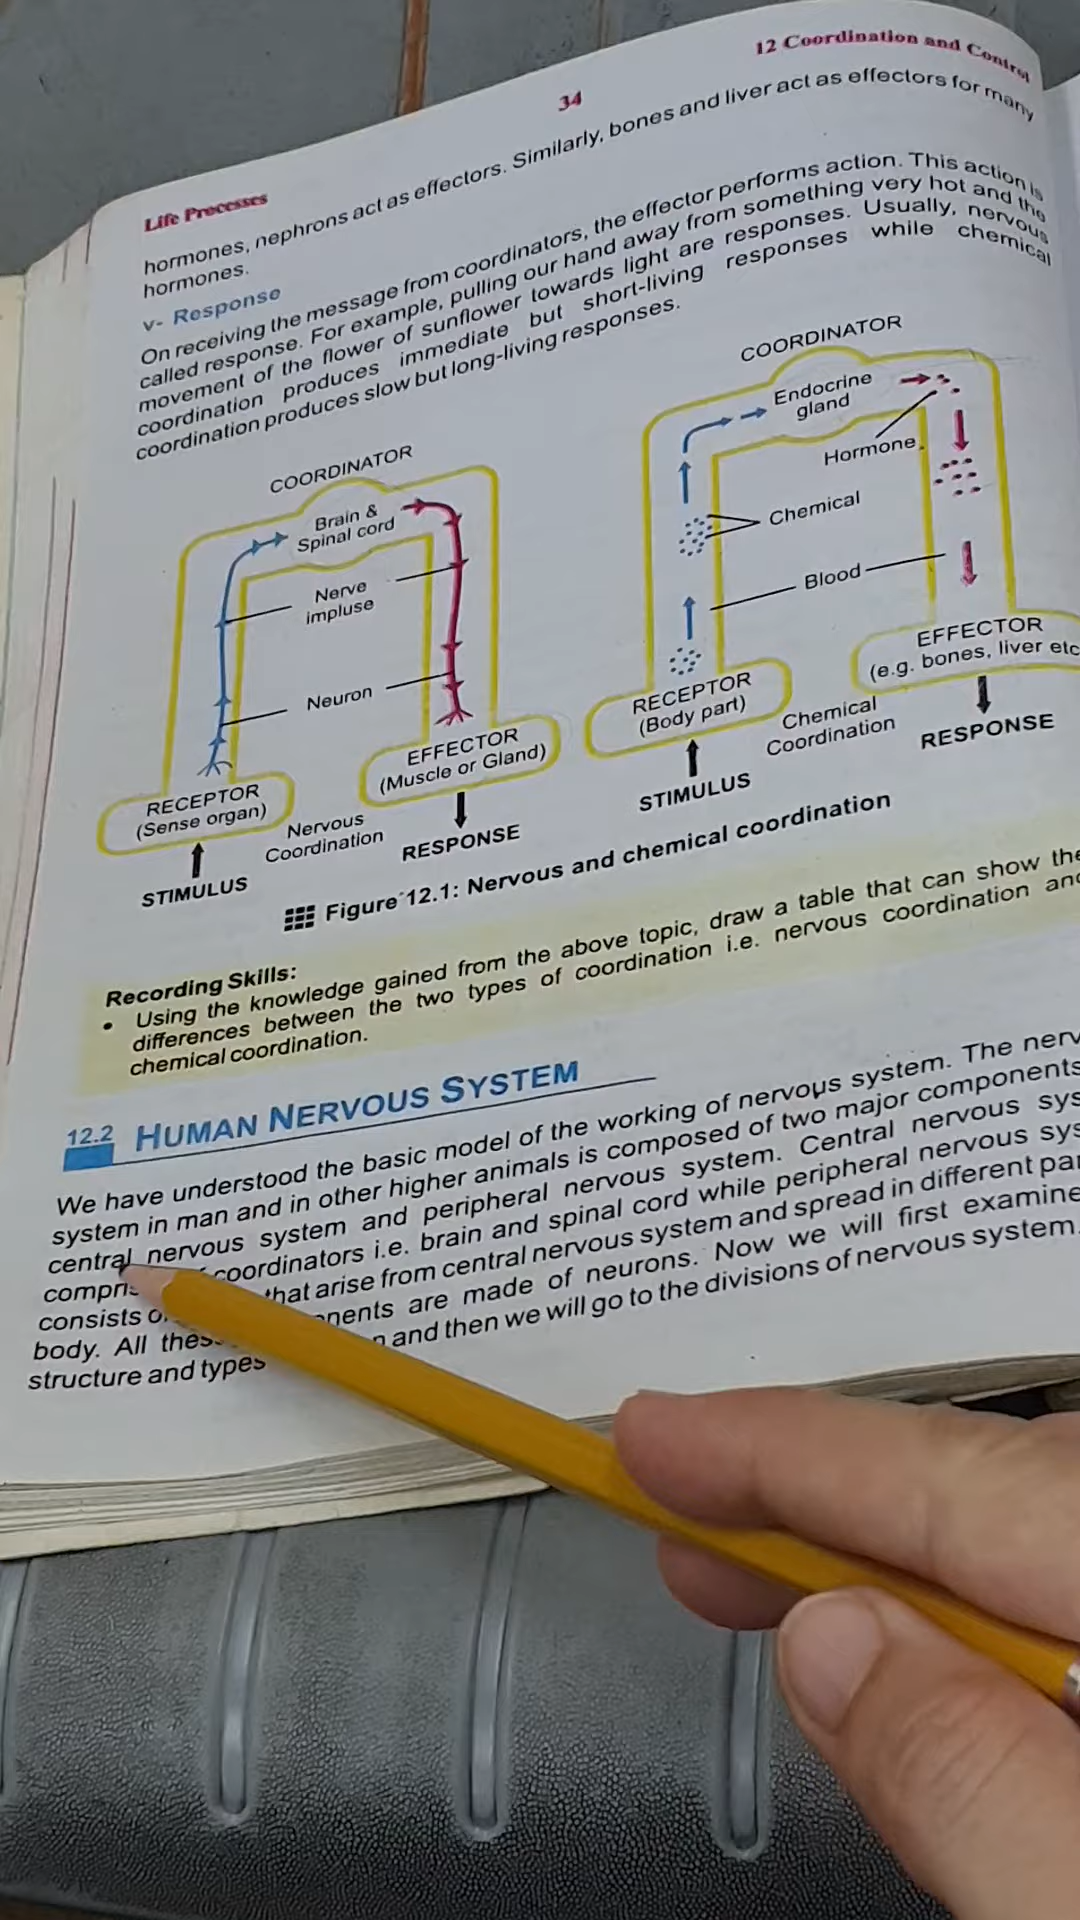 12 Coordination and Control
34
Life Processes
hormones, nephrons act as effectors. Similarly, bones and liver act as effectors for many
hormones.
v- Response
On receiving the message from coordinators, the effector performs action. This action is
called response. For example, pulling our hand away from something very hot and the
movement of the flower of sunflower towards light are responses. Usually, nervous
coordination produces immediate but short-living responses while chemical
coordination produces slow but long-living responses.
COORDINATOR
Brain &
Spinal cord
Nerve
impluse
Neuron
RECEPTOR
(Sense organ)
EFFECTOR
(Muscle or Gland)
Nervous
Coordination
STIMULUS
RESPONSE
COORDINATOR
Endocrine
gland
Hormone
Chemical
Blood
RECEPTOR
(Body part)
EFFECTOR
(e.g. bones, liver etc
Chemical
Coordination
STIMULUS
RESPONSE
Figure 12.1: Nervous and chemical coordination
Recording Skills:
• Using the knowledge gained from the above topic, draw a table that can show the
differences between the two types of coordination i.e. nervous coordination and
chemical coordination.
12.2 HUMAN NERVOUS SYSTEM
We have understood the basic model of the working of nervous system. The nerv
system in man and in other higher animals is composed of two major components
central nervous system and peripheral nervous system. Central nervous sys
coordinators i.e. brain and spinal cord while peripheral nervous sys
consists that arise from central nervous system and spread in different par
body. All are made of neurons. Now we will first examine
structure and types and then we will go to the divisions of nervous system.